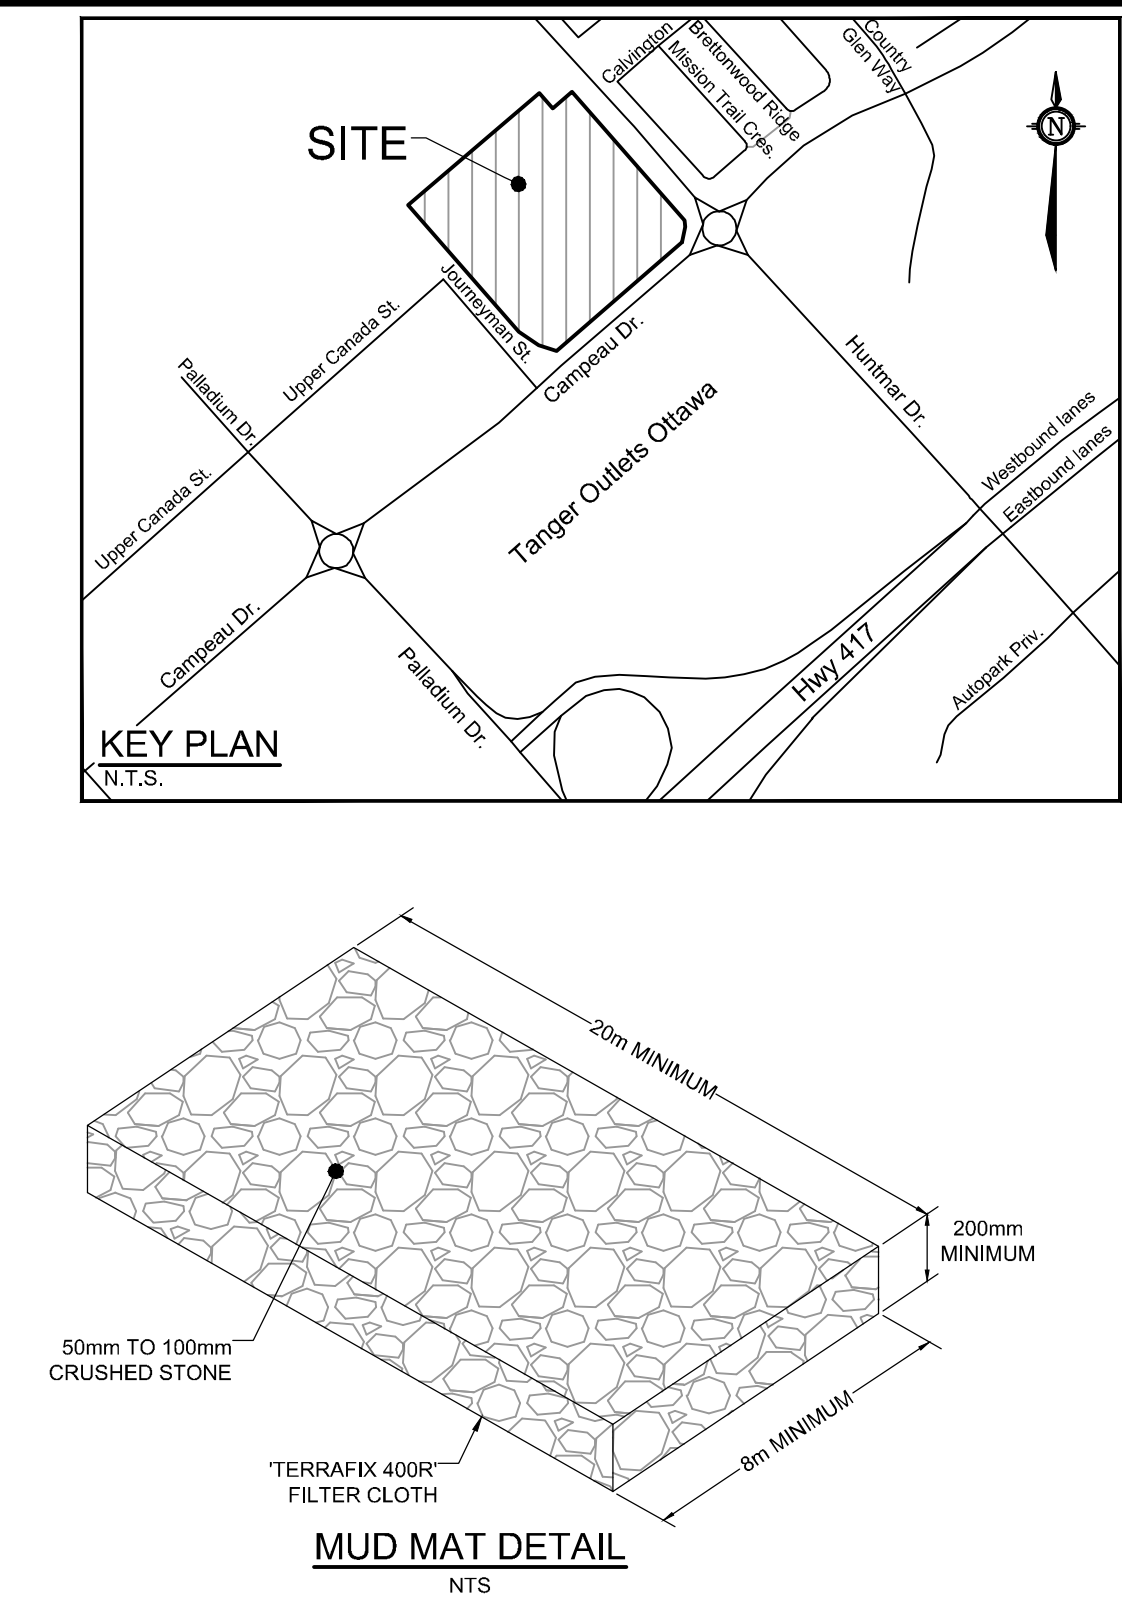 Calvington
Brettonwood Ridge
Mission Trail Cres.
Country
Glen Way
SITE
N
Journeyman St.
Upper Canada St.
Campeau Dr.
Huntmar Dr.
Palladium Dr.
Tanger Outlets Ottawa
Westbound lanes
Eastbound lanes
Upper Canada St.
Campeau Dr.
Palladium Dr.
Hwy 417
Autopark Priv.
KEY PLAN
N.T.S.
20m MINIMUM
200mm
MINIMUM
50mm TO 100mm
CRUSHED STONE
8m MINIMUM
'TERRAFIX 400R'
FILTER CLOTH
MUD MAT DETAIL
NTS